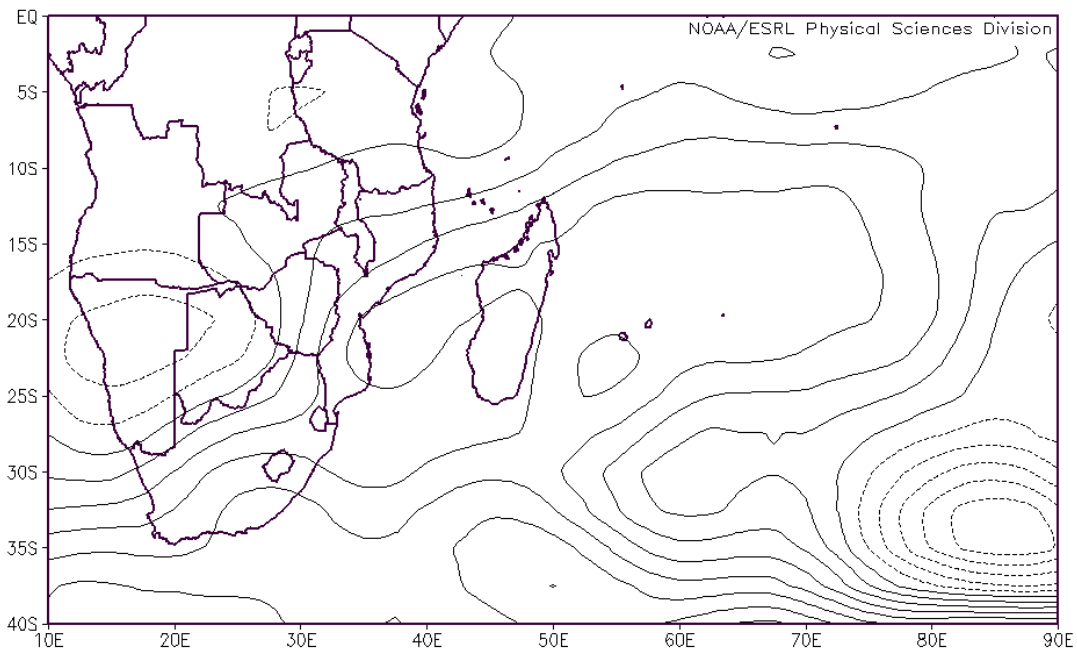 NOAA/ESRL Physical Sciences Division
EQ
5S
10S
15S
20S
25S
30S
35S
40S
10E 20E 30E 40E 50E 60E 70E 80E 90E